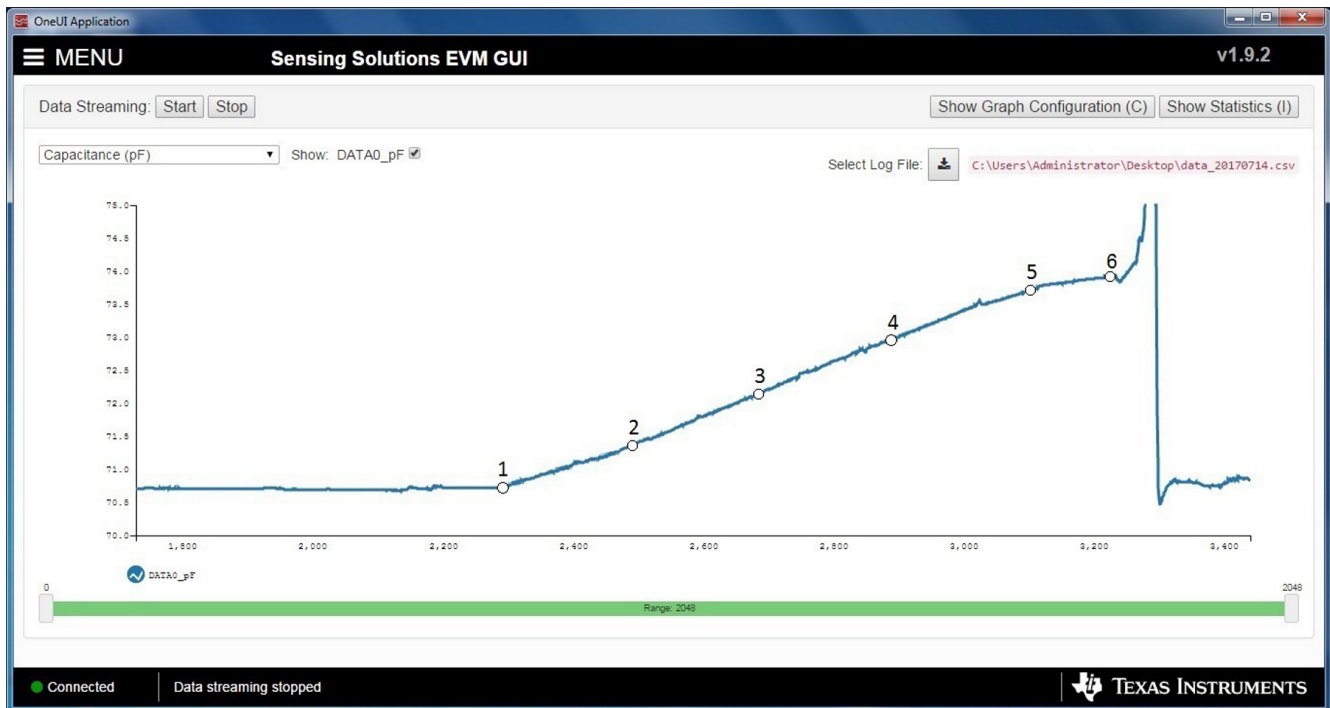 OneUI Application
MENU Sensing Solutions EVM GUI v1.9.2
Data Streaming: Start Stop Show Graph Configuration (C) Show Statistics (I)
Capacitance (pF) Show: DATA0_pF
Select Log File: C:\Users\Administrator\Desktop\data_20170714.csv
75.0
74.5
74.0
73.5
73.0
72.5
72.0
71.5
71.0
70.5
70.0
1 2 3 4 5 6
1,800 2,000 2,200 2,400 2,600 2,800 3,000 3,200 3,400
DATA0_pF
0 2048
Range: 2048
Connected Data streaming stopped TEXAS INSTRUMENTS